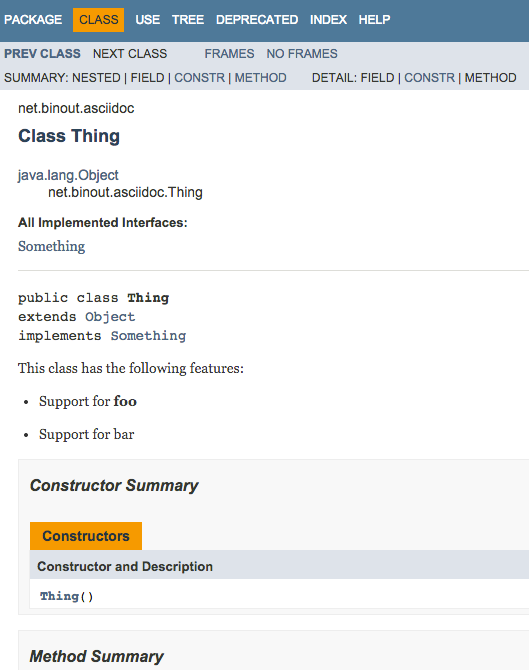 PACKAGE CLASS USE TREE DEPRECATED INDEX HELP
PREV CLASS NEXT CLASS FRAMES NO FRAMES
SUMMARY: NESTED | FIELD | CONSTR | METHOD DETAIL: FIELD | CONSTR | METHOD
net.binout.asciidoc
Class Thing
java.lang.Object
net.binout.asciidoc.Thing
All Implemented Interfaces:
Something
public class Thing
extends Object
implements Something
This class has the following features:
• Support for foo
• Support for bar
Constructor Summary
Constructors
Constructor and Description
Thing()
Method Summary